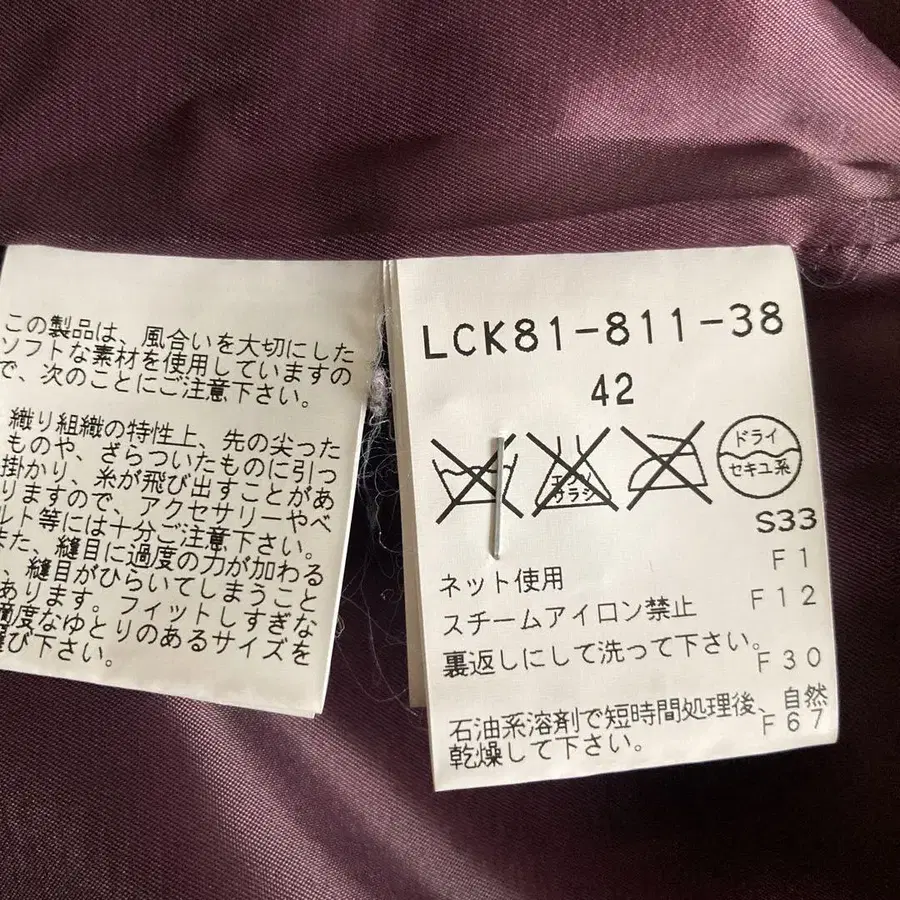 この製品は、風合いを大切にした
ソフトな素材を使用していますの
で、次のことにご注意下さい。
織り組織の特性上、先の尖った
ものや、ざらついたものに引っ
掛かり、糸が飛び出すことがあ
りますので、アクセサリーやベ
ルト等には十分ご注意下さい。
また、縫目に過度の力が加わる
、縫目がひらいてしまうこと
あります。フィットしすぎな
適度なゆとりのあるサイズを
選び下さい。
LCK81-811-38
42
エンソ
サラシ
ドライ
セキユ系
S33
ネット使用 F1
スチームアイロン禁止 F12
裏返しにして洗って下さい。 F30
石油系溶剤で短時間処理後、自然
乾燥して下さい。 F67